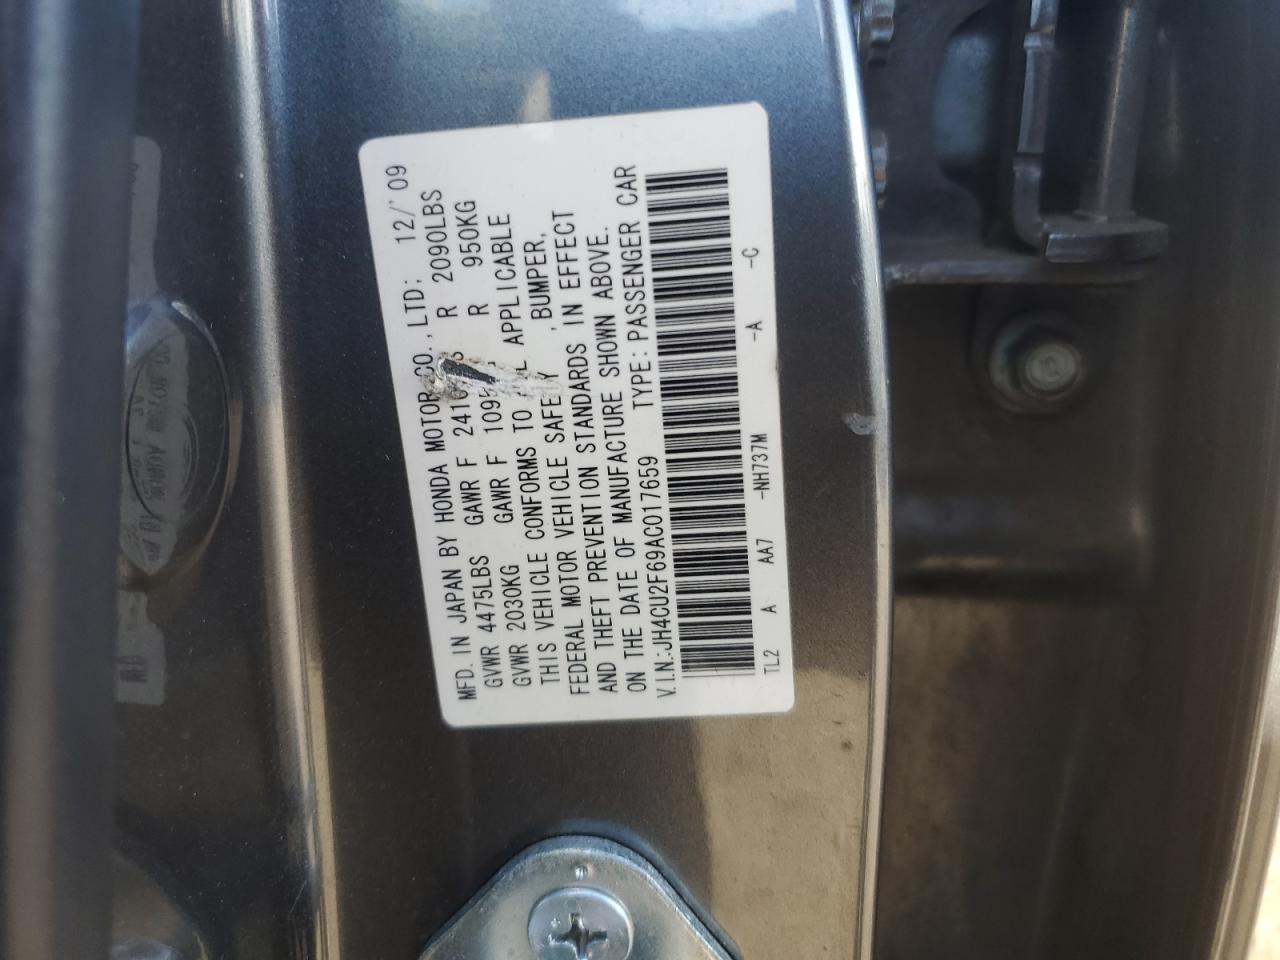 MFD. IN JAPAN BY HONDA MOTOR CO., LTD: 12/'09
GVWR 4475LBS GAWR F R 2090LBS
GVWR 2030KG GAWR F R 950KG
THIS VEHICLE CONFORMS TO APPLICABLE
FEDERAL MOTOR VEHICLE , BUMPER,
AND THEFT PREVENTION STANDARDS IN EFFECT
ON THE DATE OF MANUFACTURE SHOWN ABOVE.
V.I.N.:JH4CU2F69AC017659 TYPE:PASSENGER CAR
TL2 A AA7 -NH737M -A -C